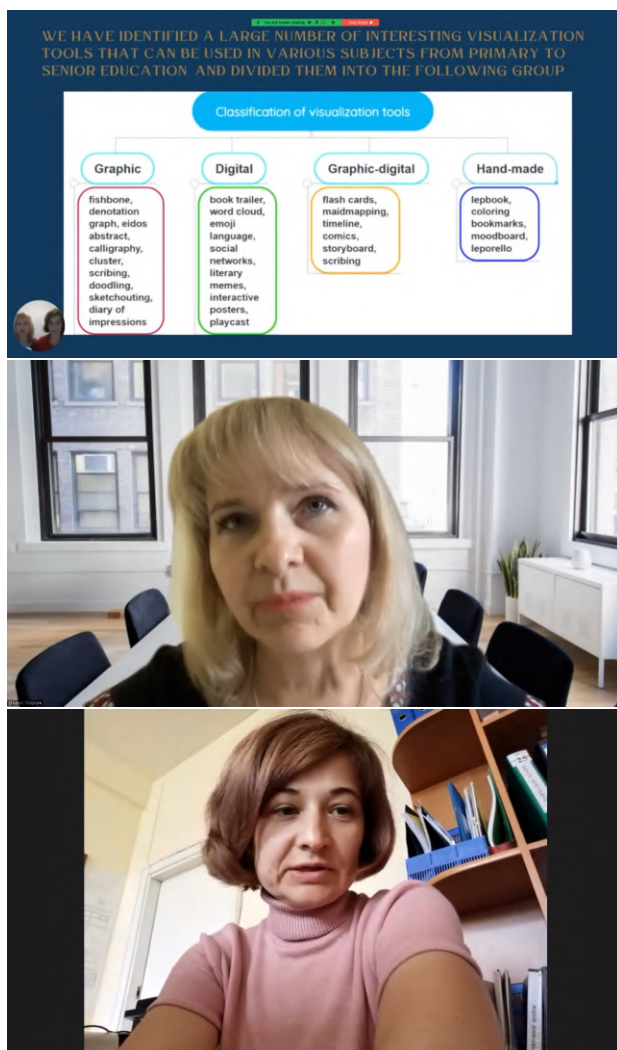 WE HAVE IDENTIFIED A LARGE NUMBER OF INTERESTING VISUALIZATION
TOOLS THAT CAN BE USED IN VARIOUS SUBJECTS FROM PRIMARY TO
SENIOR EDUCATION AND DIVIDED THEM INTO THE FOLLOWING GROUP
Classification of visualization tools
Graphic
fishbone,
denotation
graph, eidos
abstract,
calligraphy,
cluster,
scribing,
doodling,
sketchouting,
diary of
impressions
Digital
book trailer,
word cloud,
emoji
language,
social
networks,
literary
memes,
interactive
posters,
playcast
Graphic-digital
flash cards,
maidmapping,
timeline,
comics,
storyboard,
scribing
Hand-made
lepbook,
coloring
bookmarks,
moodboard,
leporello